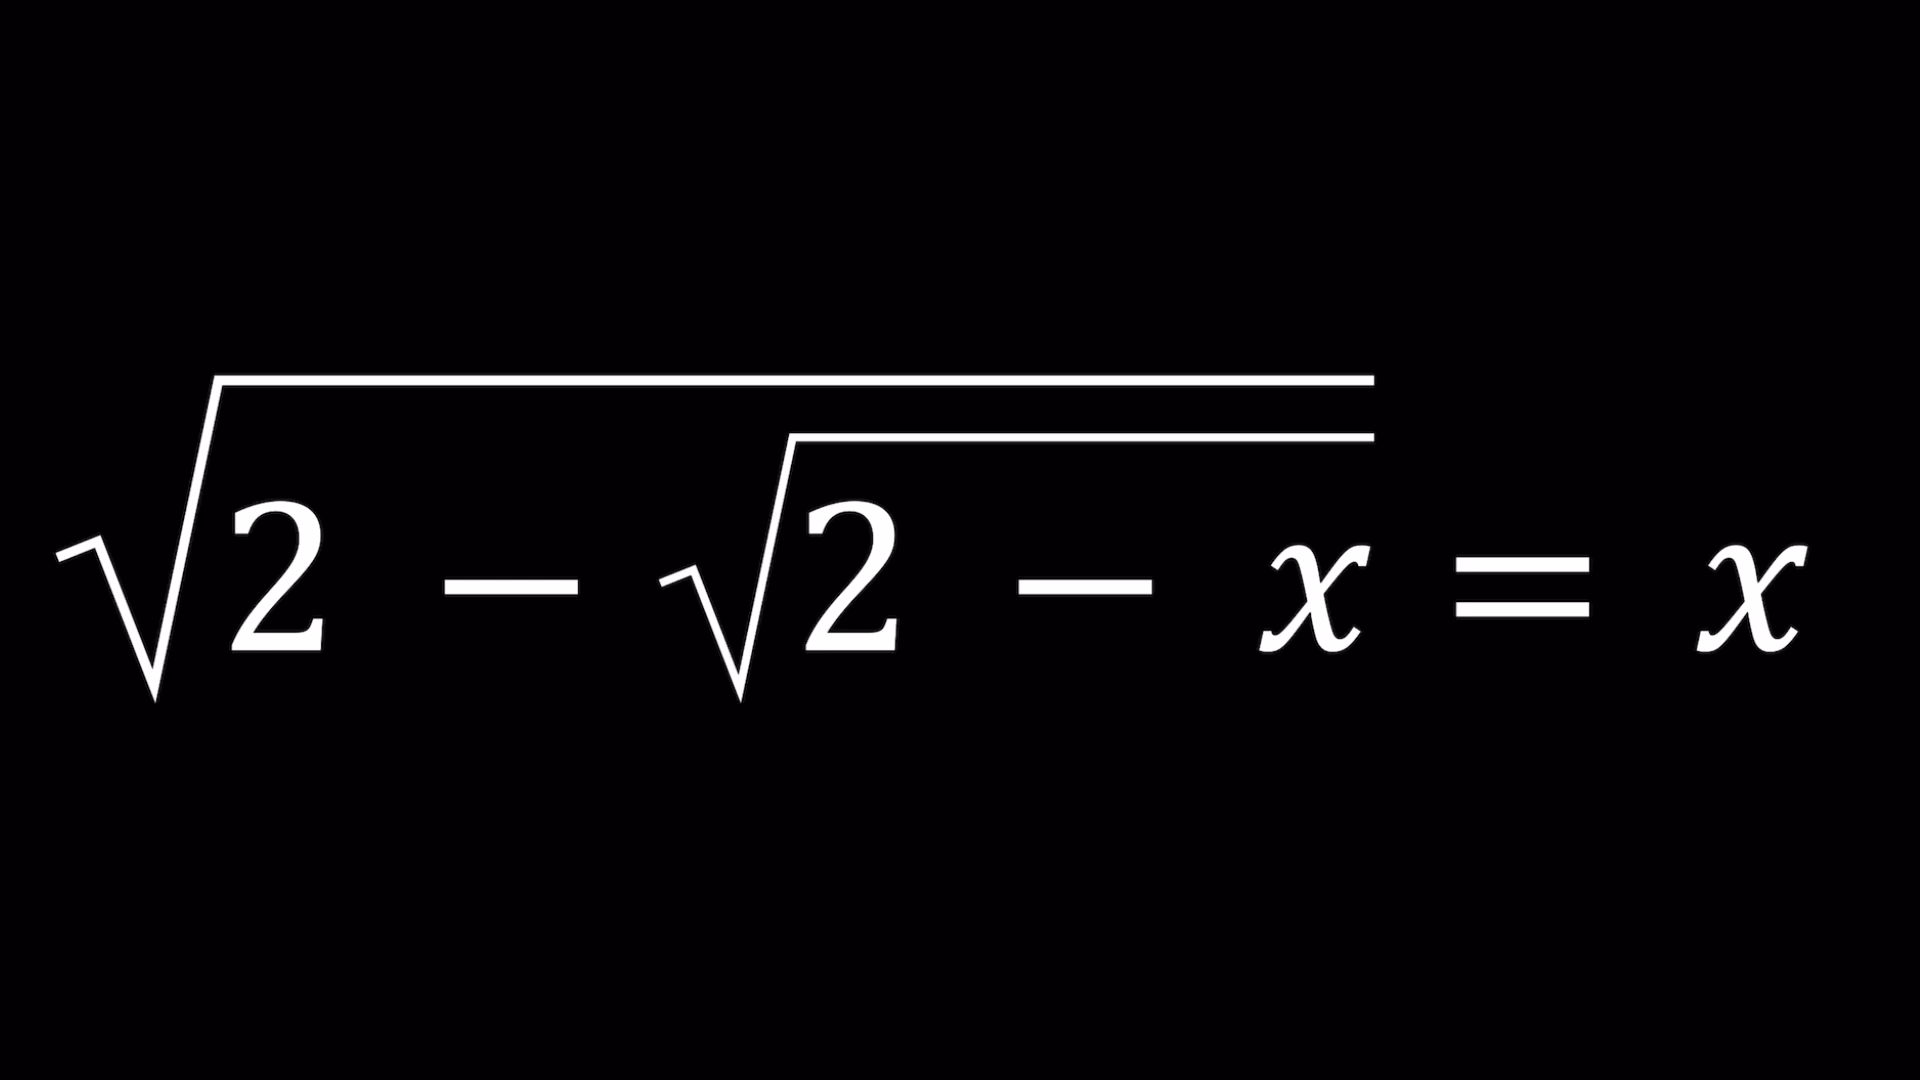 √(2 − √(2 − x)) = x